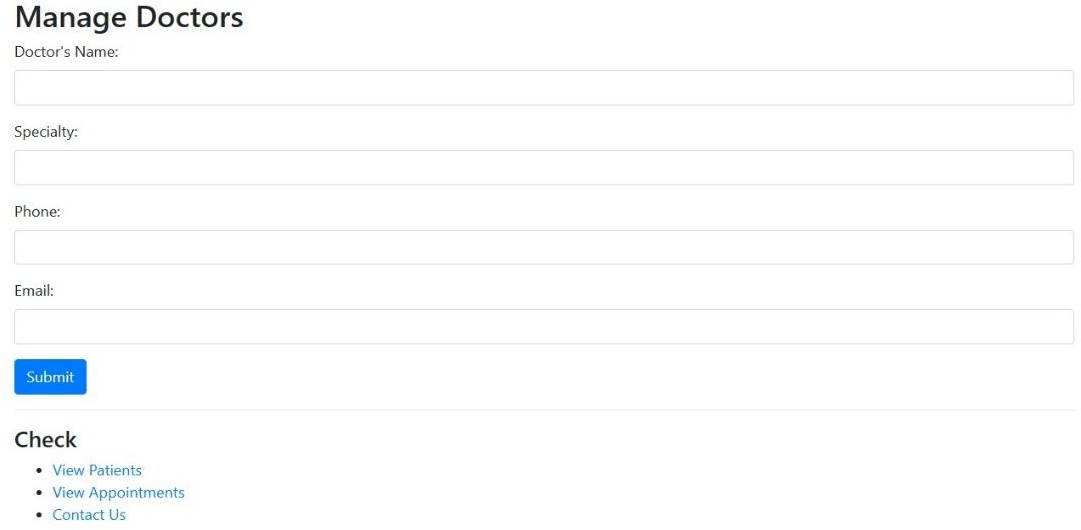 Manage Doctors
Doctor's Name:
Specialty:
Phone:
Email:
Submit
Check
View Patients
View Appointments
Contact Us